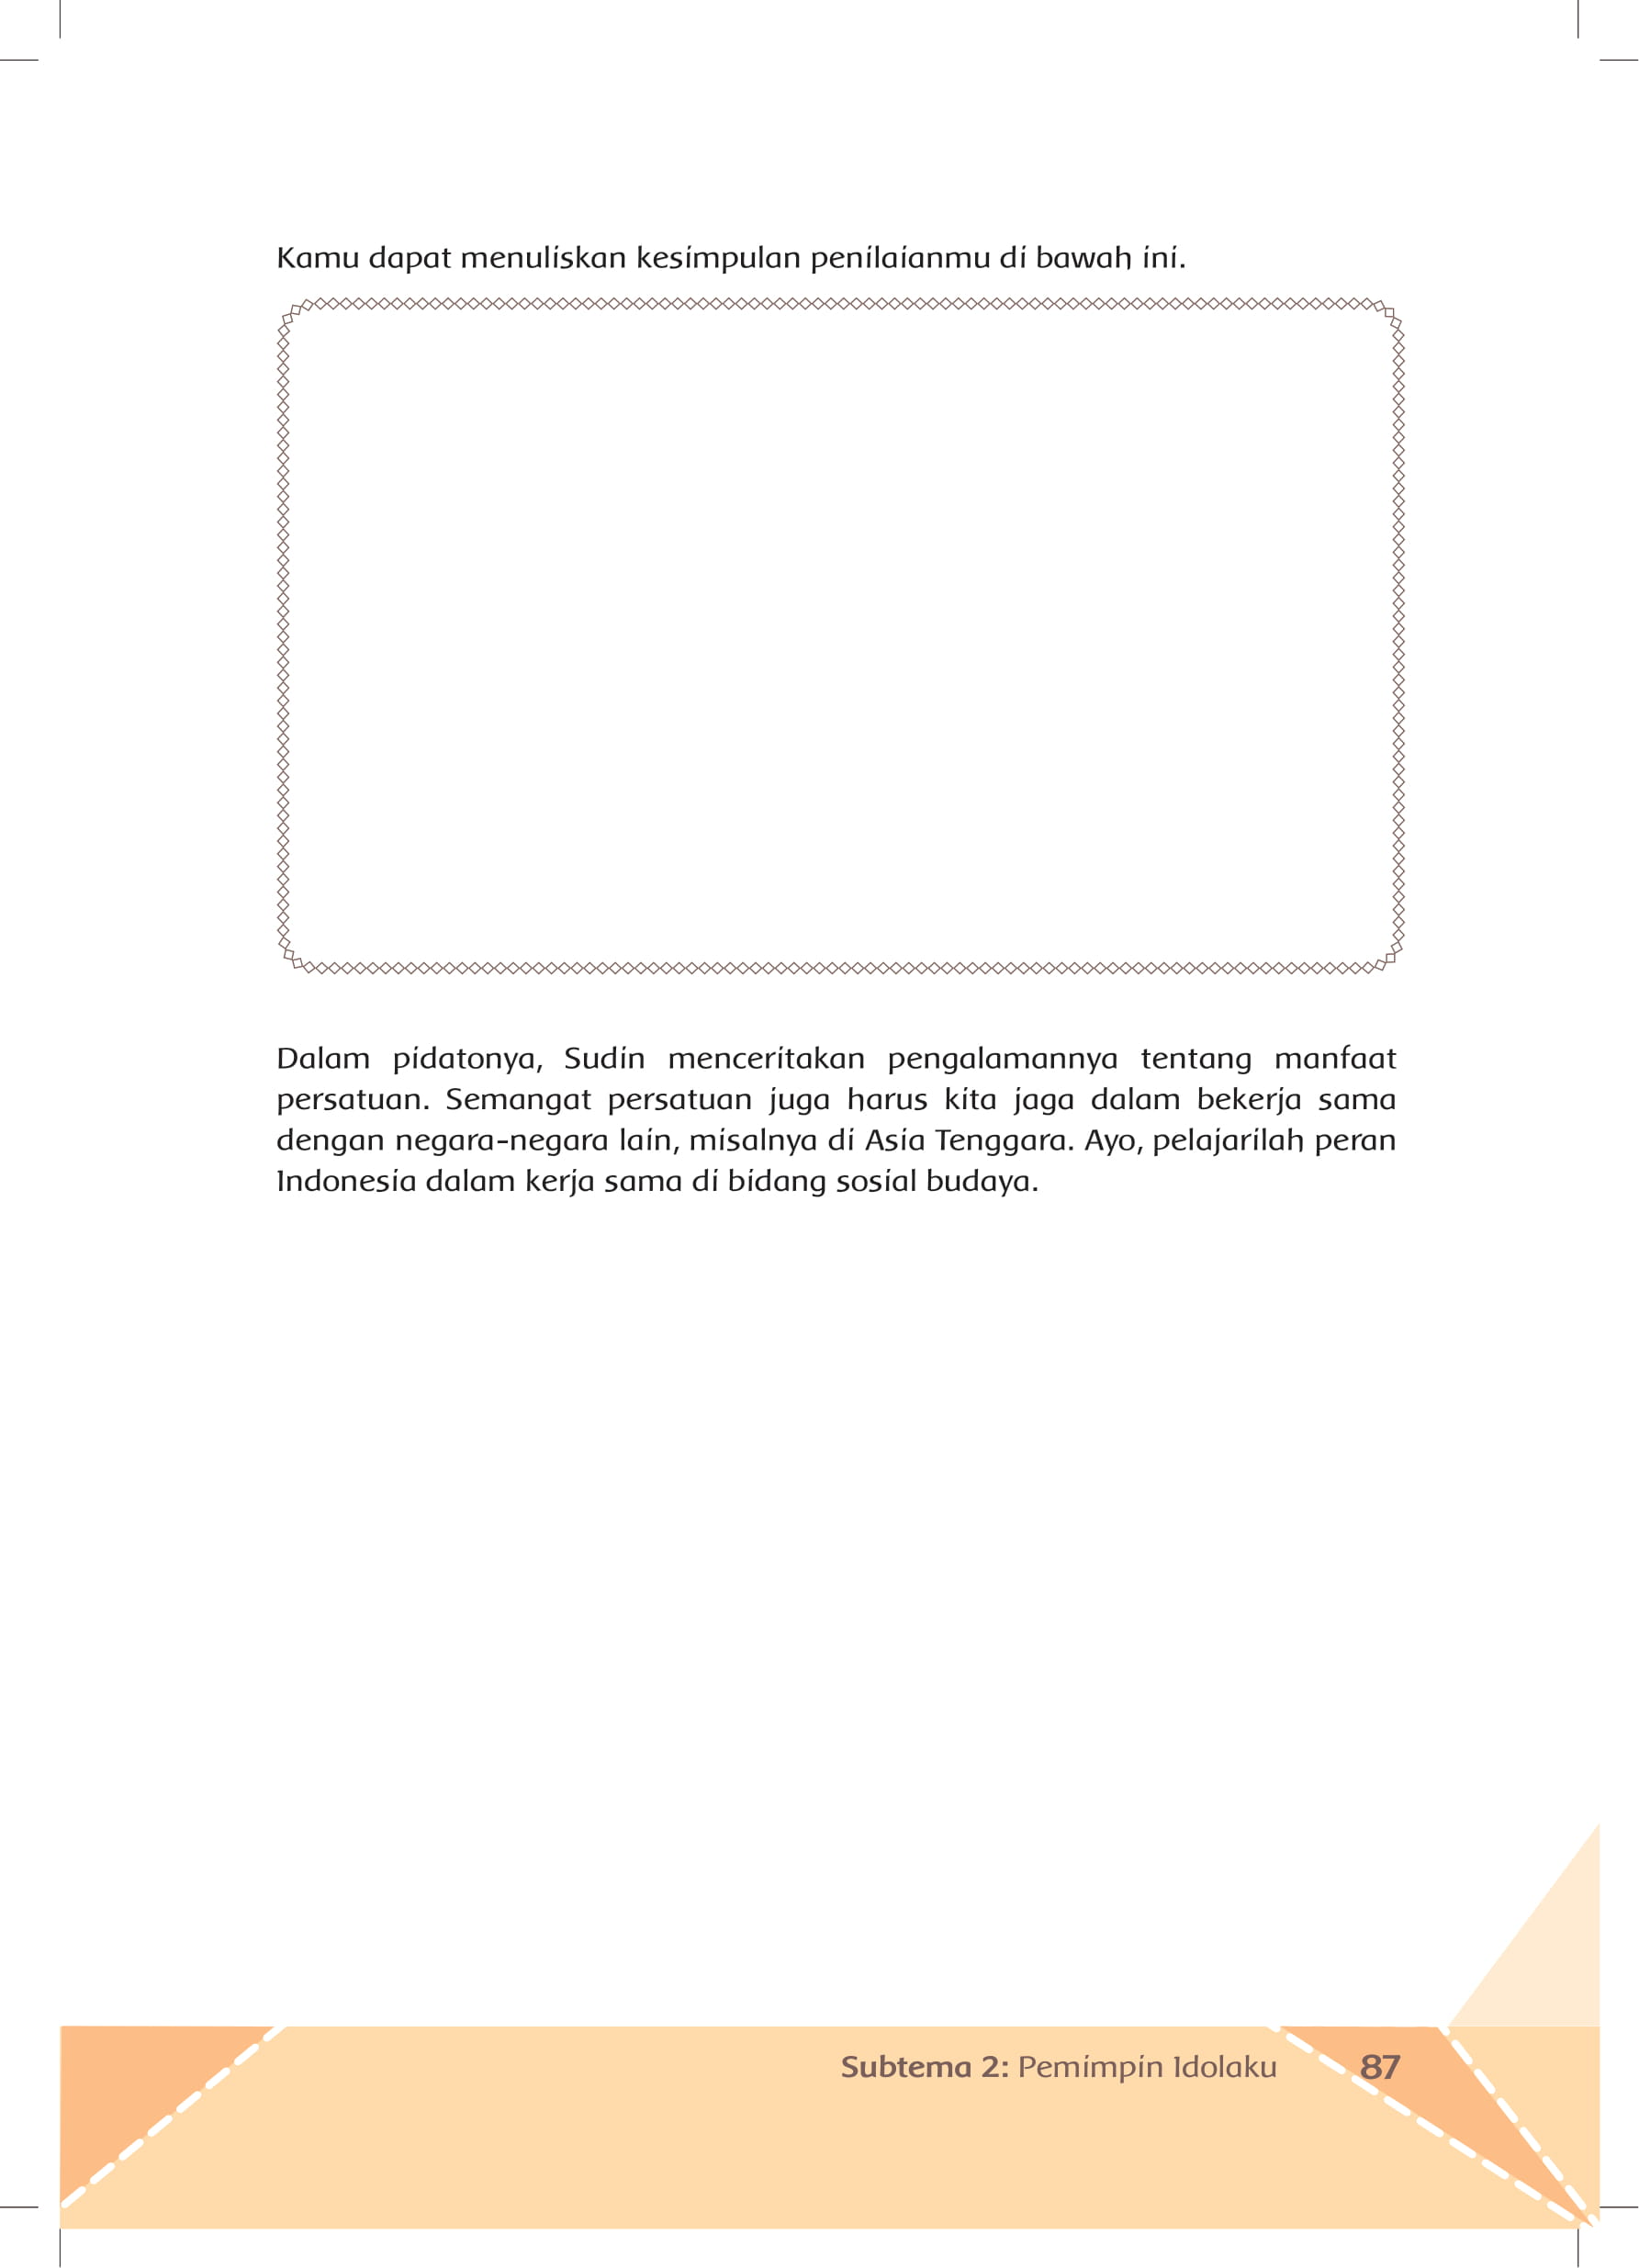 Kamu dapat menuliskan kesimpulan penilaianmu di bawah ini.
Dalam pidatonya, Sudin menceritakan pengalamannya tentang manfaat
persatuan. Semangat persatuan juga harus kita jaga dalam bekerja sama
dengan negara-negara lain, misalnya di Asia Tenggara. Ayo, pelajarilah peran
Indonesia dalam kerja sama di bidang sosial budaya.
Subtema 2: Pemimpin Idolaku 87